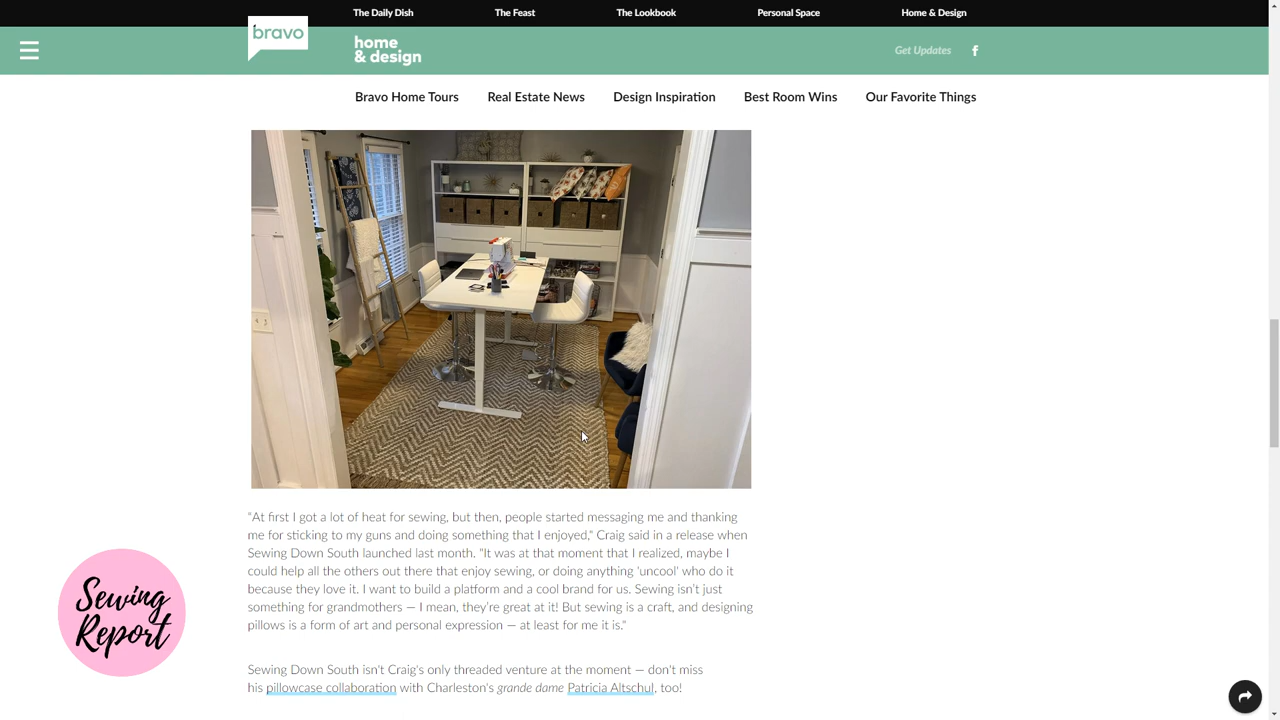 The Daily Dish
The Feast
The Lookbook
Personal Space
Home & Design
bravo
home
& design
Get Updates
f
Bravo Home Tours
Real Estate News
Design Inspiration
Best Room Wins
Our Favorite Things
“At first I got a lot of heat for sewing, but then, people started messaging me and thanking
me for sticking to my guns and doing something that I enjoyed,” Craig said in a release when
Sewing Down South launched last month. “It was at that moment that I realized, maybe I
could help all the others out there that enjoy sewing, or doing anything ‘uncool‘ who do it
because they love it. I want to build a platform and a cool brand for us. Sewing isn’t just
something for grandmothers — I mean, they’re great at it! But sewing is a craft, and designing
pillows is a form of art and personal expression — at least for me it is.”
Sewing
Report
Sewing Down South isn't Craig's only threaded venture at the moment — don't miss
his pillowcase collaboration with Charleston's grande dame Patricia Altschul, too!